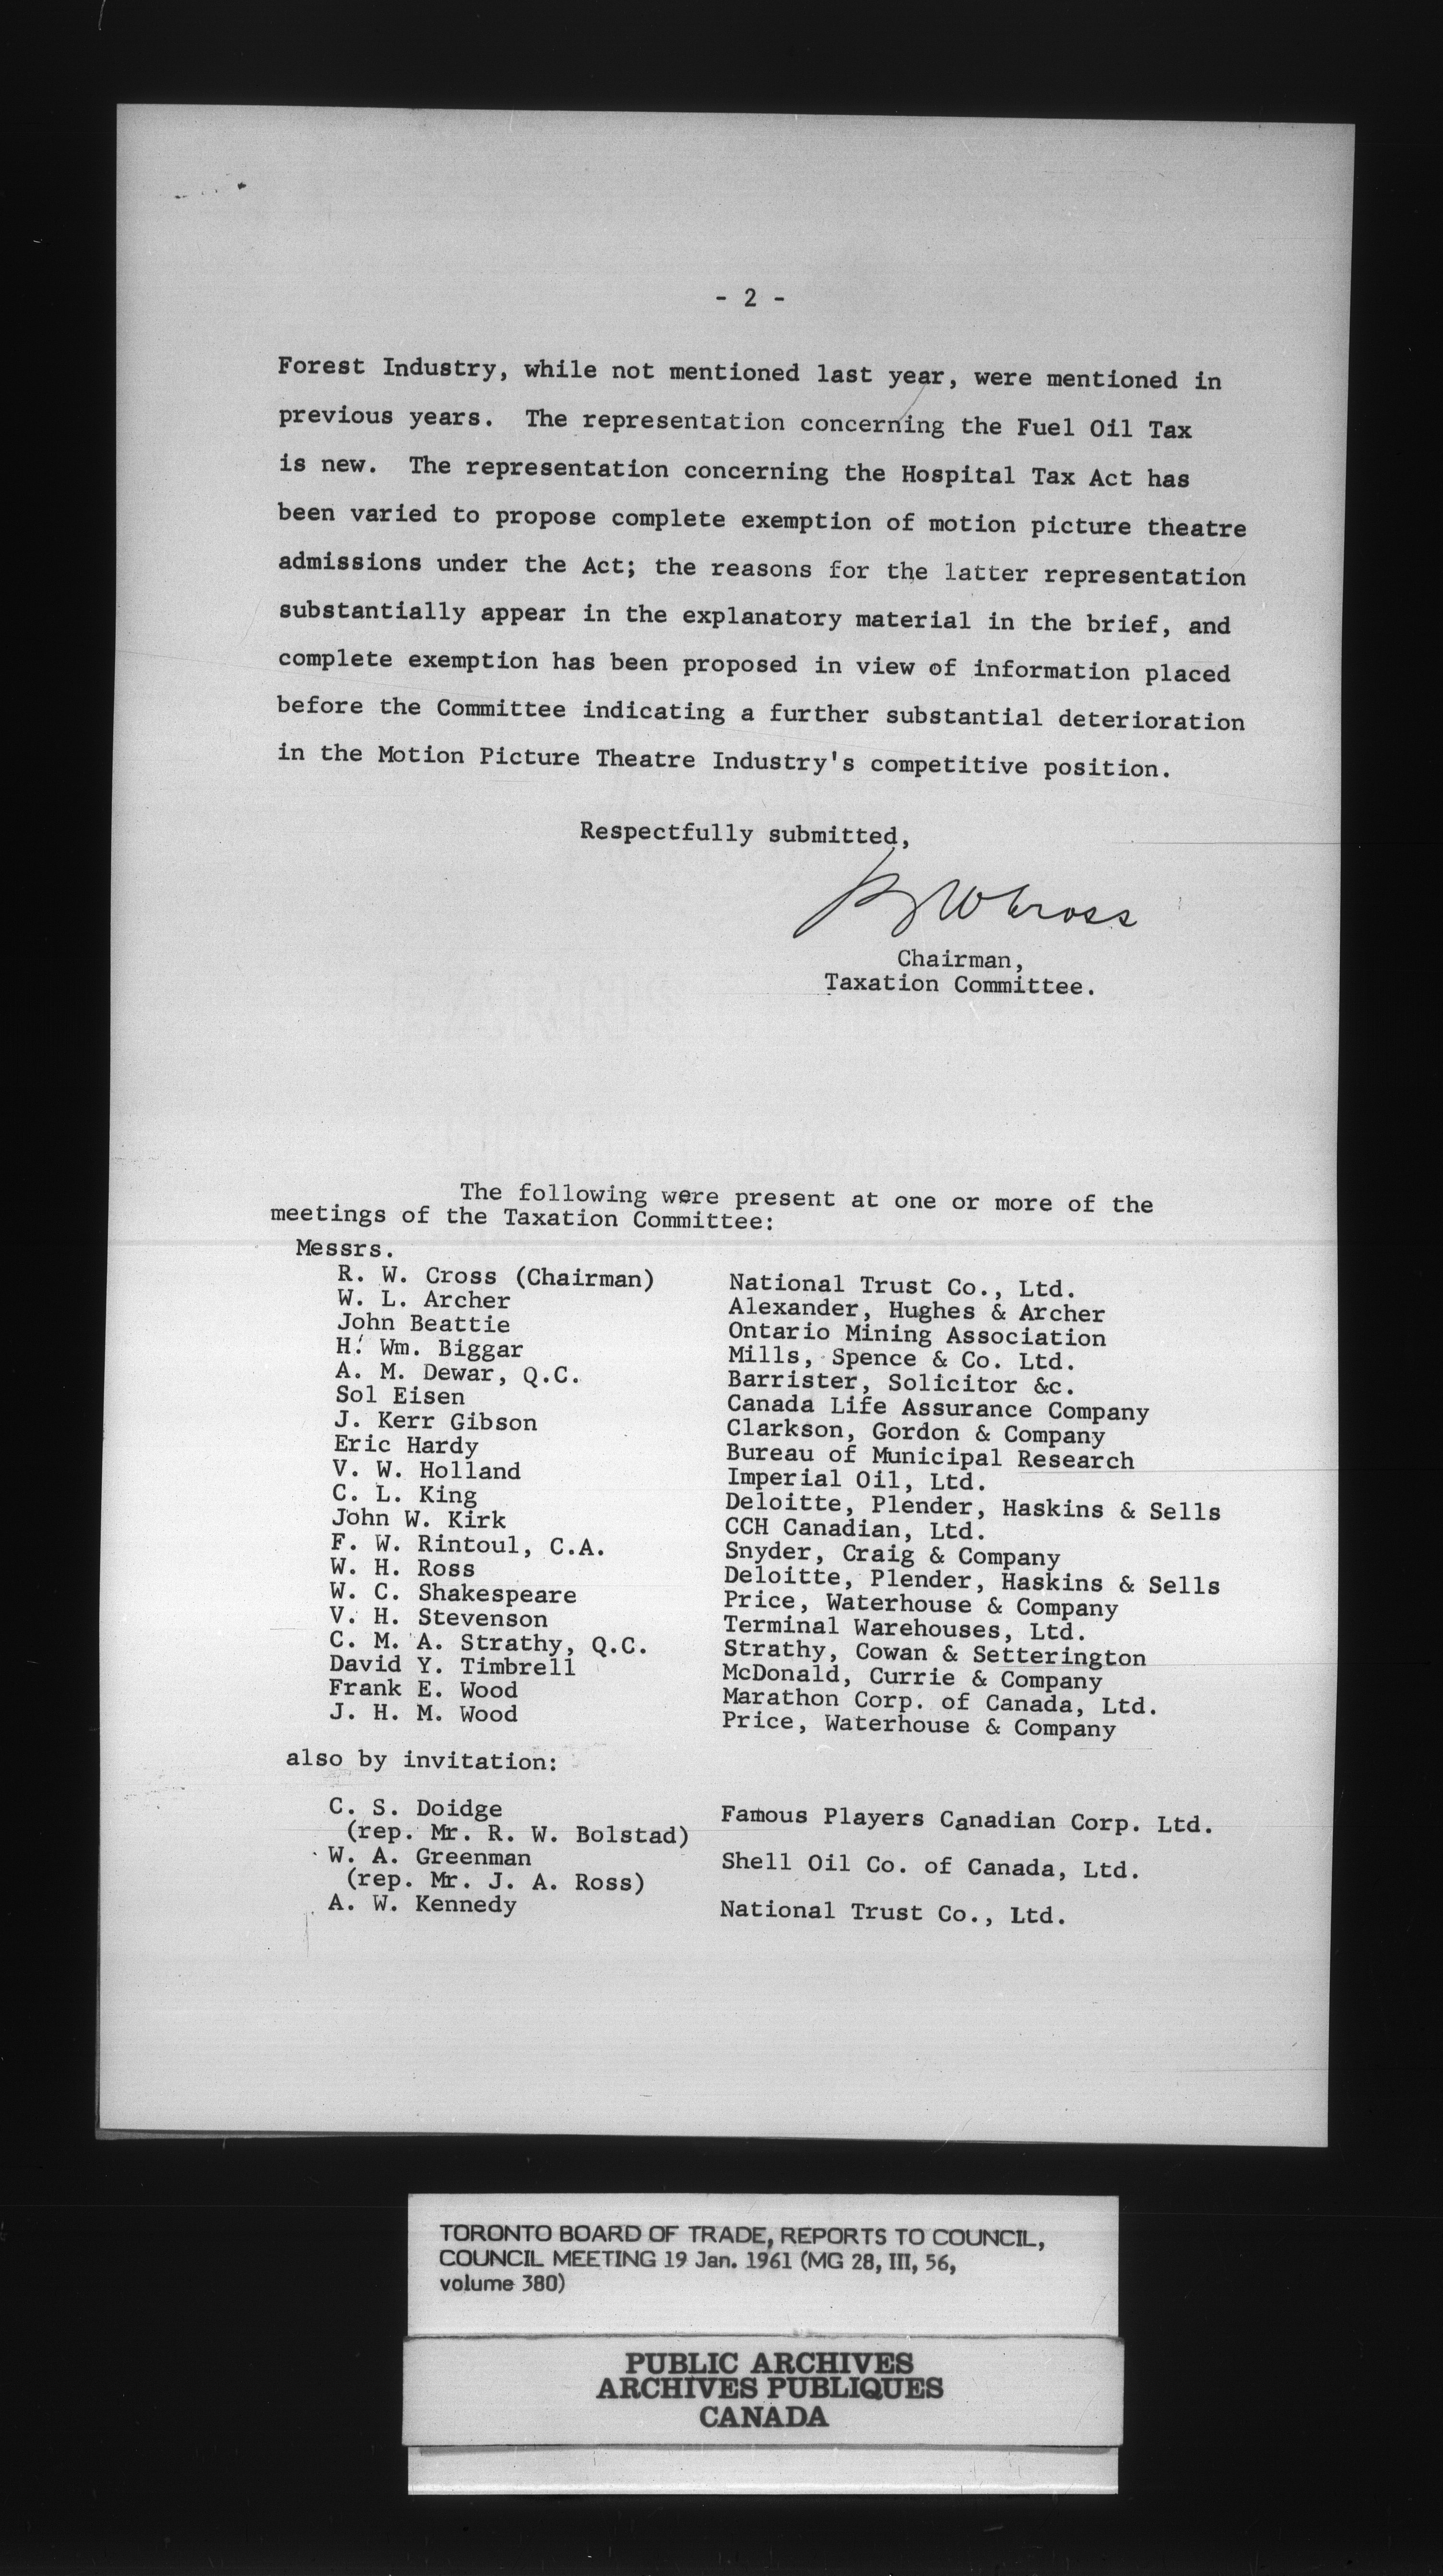 - 2 -
Forest Industry, while not mentioned last year, were mentioned in
previous years. The representation concerning the Fuel Oil Tax
is new. The representation concerning the Hospital Tax Act has
been varied to propose complete exemption of motion picture theatre
admissions under the Act; the reasons for the latter representation
substantially appear in the explanatory material in the brief, and
complete exemption has been proposed in view of information placed
before the Committee indicating a further substantial deterioration
in the Motion Picture Theatre Industry's competitive position.
Respectfully submitted,
R W Cross
Chairman,
Taxation Committee.
The following were present at one or more of the
meetings of the Taxation Committee:
Messrs.
R. W. Cross (Chairman) National Trust Co., Ltd.
W. L. Archer Alexander, Hughes & Archer
John Beattie Ontario Mining Association
H. Wm. Biggar Mills, Spence & Co. Ltd.
A. M. Dewar, Q.C. Barrister, Solicitor &c.
Sol Eisen Canada Life Assurance Company
J. Kerr Gibson Clarkson, Gordon & Company
Eric Hardy Bureau of Municipal Research
V. W. Holland Imperial Oil, Ltd.
C. L. King Deloitte, Plender, Haskins & Sells
John W. Kirk CCH Canadian, Ltd.
F. W. Rintoul, C.A. Snyder, Craig & Company
W. H. Ross Deloitte, Plender, Haskins & Sells
W. C. Shakespeare Price, Waterhouse & Company
V. H. Stevenson Terminal Warehouses, Ltd.
C. M. A. Strathy, Q.C. Strathy, Cowan & Setterington
David Y. Timbrell McDonald, Currie & Company
Frank E. Wood Marathon Corp. of Canada, Ltd.
J. H. M. Wood Price, Waterhouse & Company
also by invitation:
C. S. Doidge Famous Players Canadian Corp. Ltd.
(rep. Mr. R. W. Bolstad)
W. A. Greenman Shell Oil Co. of Canada, Ltd.
(rep. Mr. J. A. Ross)
A. W. Kennedy National Trust Co., Ltd.
TORONTO BOARD OF TRADE, REPORTS TO COUNCIL,
COUNCIL MEETING 19 Jan. 1961 (MG 28, III, 56,
volume 380)
PUBLIC ARCHIVES
ARCHIVES PUBLIQUES
CANADA